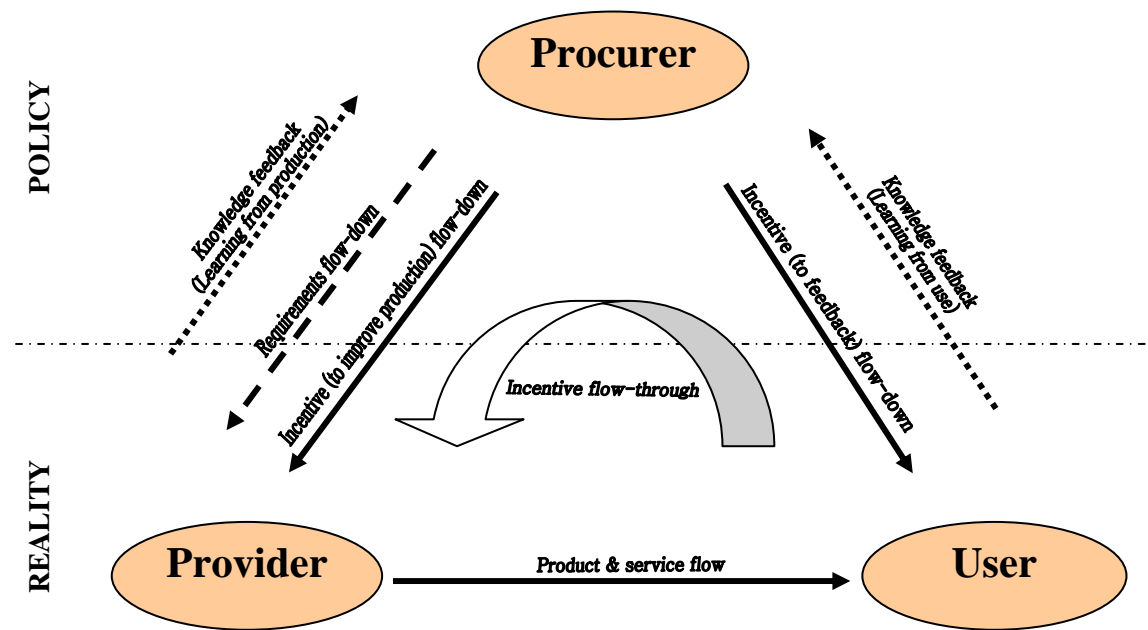 Procurer
POLICY
Knowledge feedback
(Learning from production)
Requirements flow-down
Incentive (to improve production) flow-down
Incentive (to feedback) flow-down
Knowledge feedback
(Learning from use)
Incentive flow-through
REALITY
Provider
Product & service flow
User